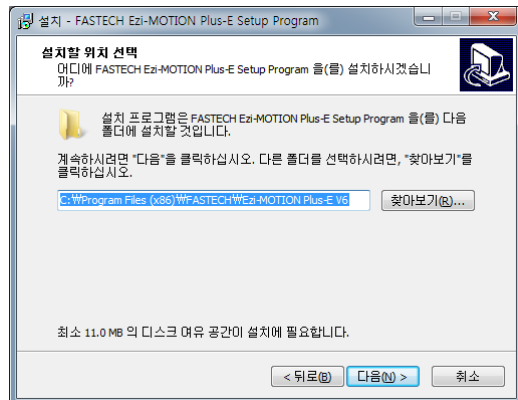 설치 - FASTECH Ezi-MOTION Plus-E Setup Program
설치할 위치 선택
어디에 FASTECH Ezi-MOTION Plus-E Setup Program 을(를) 설치하시겠습니
까?
설치 프로그램은 FASTECH Ezi-MOTION Plus-E Setup Program 을(를) 다음
폴더에 설치할 것입니다.
계속하시려면 "다음"을 클릭하십시오. 다른 폴더를 선택하시려면, "찾아보기"를
클릭하십시오.
C:₩Program Files (x86)₩FASTECH₩Ezi-MOTION Plus-E V6
찾아보기(R)...
최소 11.0 MB 의 디스크 여유 공간이 설치에 필요합니다.
< 뒤로(B)
다음(N) >
취소